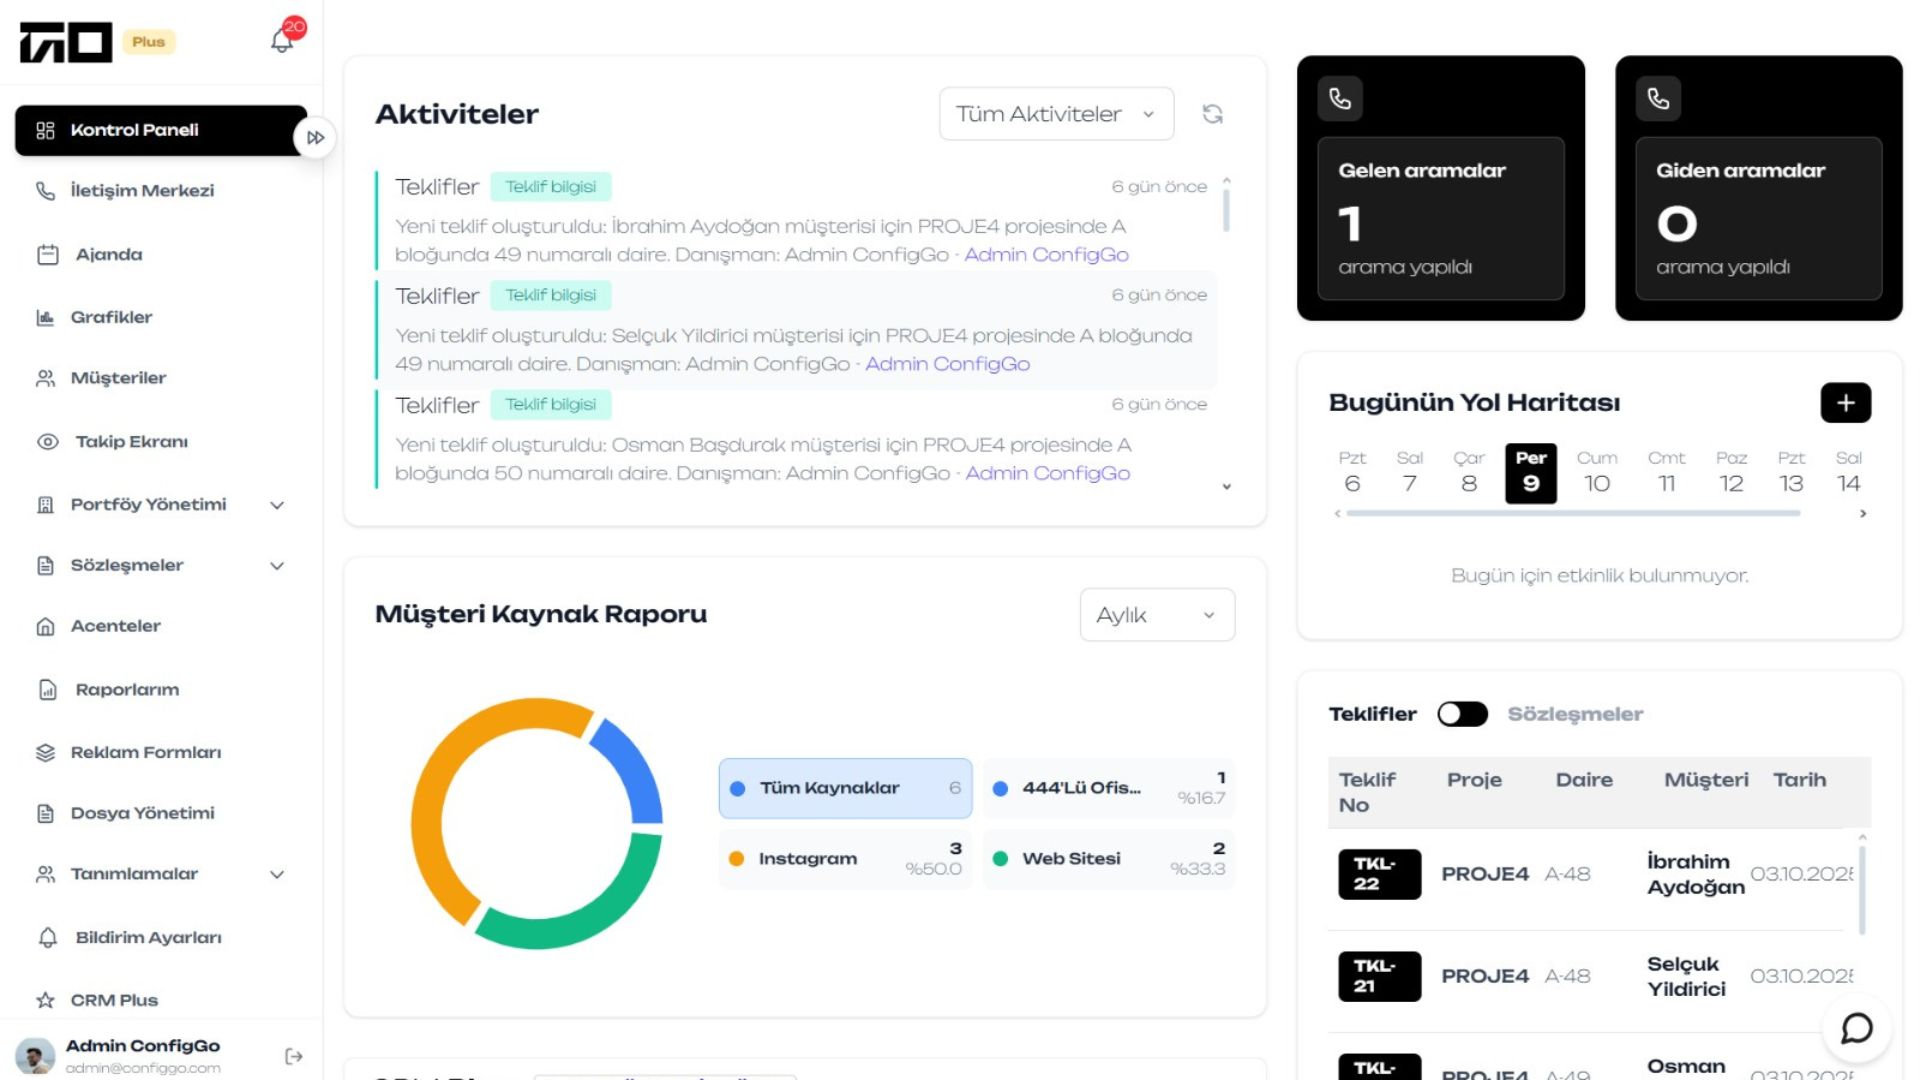 Plus
20
Kontrol Paneli
İletişim Merkezi
Ajanda
Grafikler
Müşteriler
Takip Ekranı
Portföy Yönetimi
Sözleşmeler
Acenteler
Raporlarım
Reklam Formları
Dosya Yönetimi
Tanımlamalar
Bildirim Ayarları
CRM Plus
Admin ConfigGo
admin@configgo.com
Aktiviteler
Tüm Aktiviteler
Teklifler Teklif bilgisi 6 gün önce
Yeni teklif oluşturuldu: İbrahim Aydoğan müşterisi için PROJE4 projesinde A
bloğunda 49 numaralı daire. Danışman: Admin ConfigGo - Admin ConfigGo
Teklifler Teklif bilgisi 6 gün önce
Yeni teklif oluşturuldu: Selçuk Yildirici müşterisi için PROJE4 projesinde A bloğunda
49 numaralı daire. Danışman: Admin ConfigGo - Admin ConfigGo
Teklifler Teklif bilgisi 6 gün önce
Yeni teklif oluşturuldu: Osman Başdurak müşterisi için PROJE4 projesinde A
bloğunda 50 numaralı daire. Danışman: Admin ConfigGo - Admin ConfigGo
Müşteri Kaynak Raporu
Aylık
Tüm Kaynaklar 6
444'Lü Ofis... 1
%16.7
Instagram 3
%50.0
Web Sitesi 2
%33.3
Gelen aramalar
1
arama yapıldı
Giden aramalar
0
arama yapıldı
Bugünün Yol Haritası
Pzt Sal Çar Per Cum Cmt Paz Pzt Sal
6 7 8 9 10 11 12 13 14
Bugün için etkinlik bulunmuyor.
Teklifler Sözleşmeler
Teklif No Proje Daire Müşteri Tarih
TKL-22 PROJE4 A-48 İbrahim Aydoğan 03.10.2025
TKL-21 PROJE4 A-48 Selçuk Yildirici 03.10.2025
TKL- PROJE4 A-49 Osman 03.10.2025